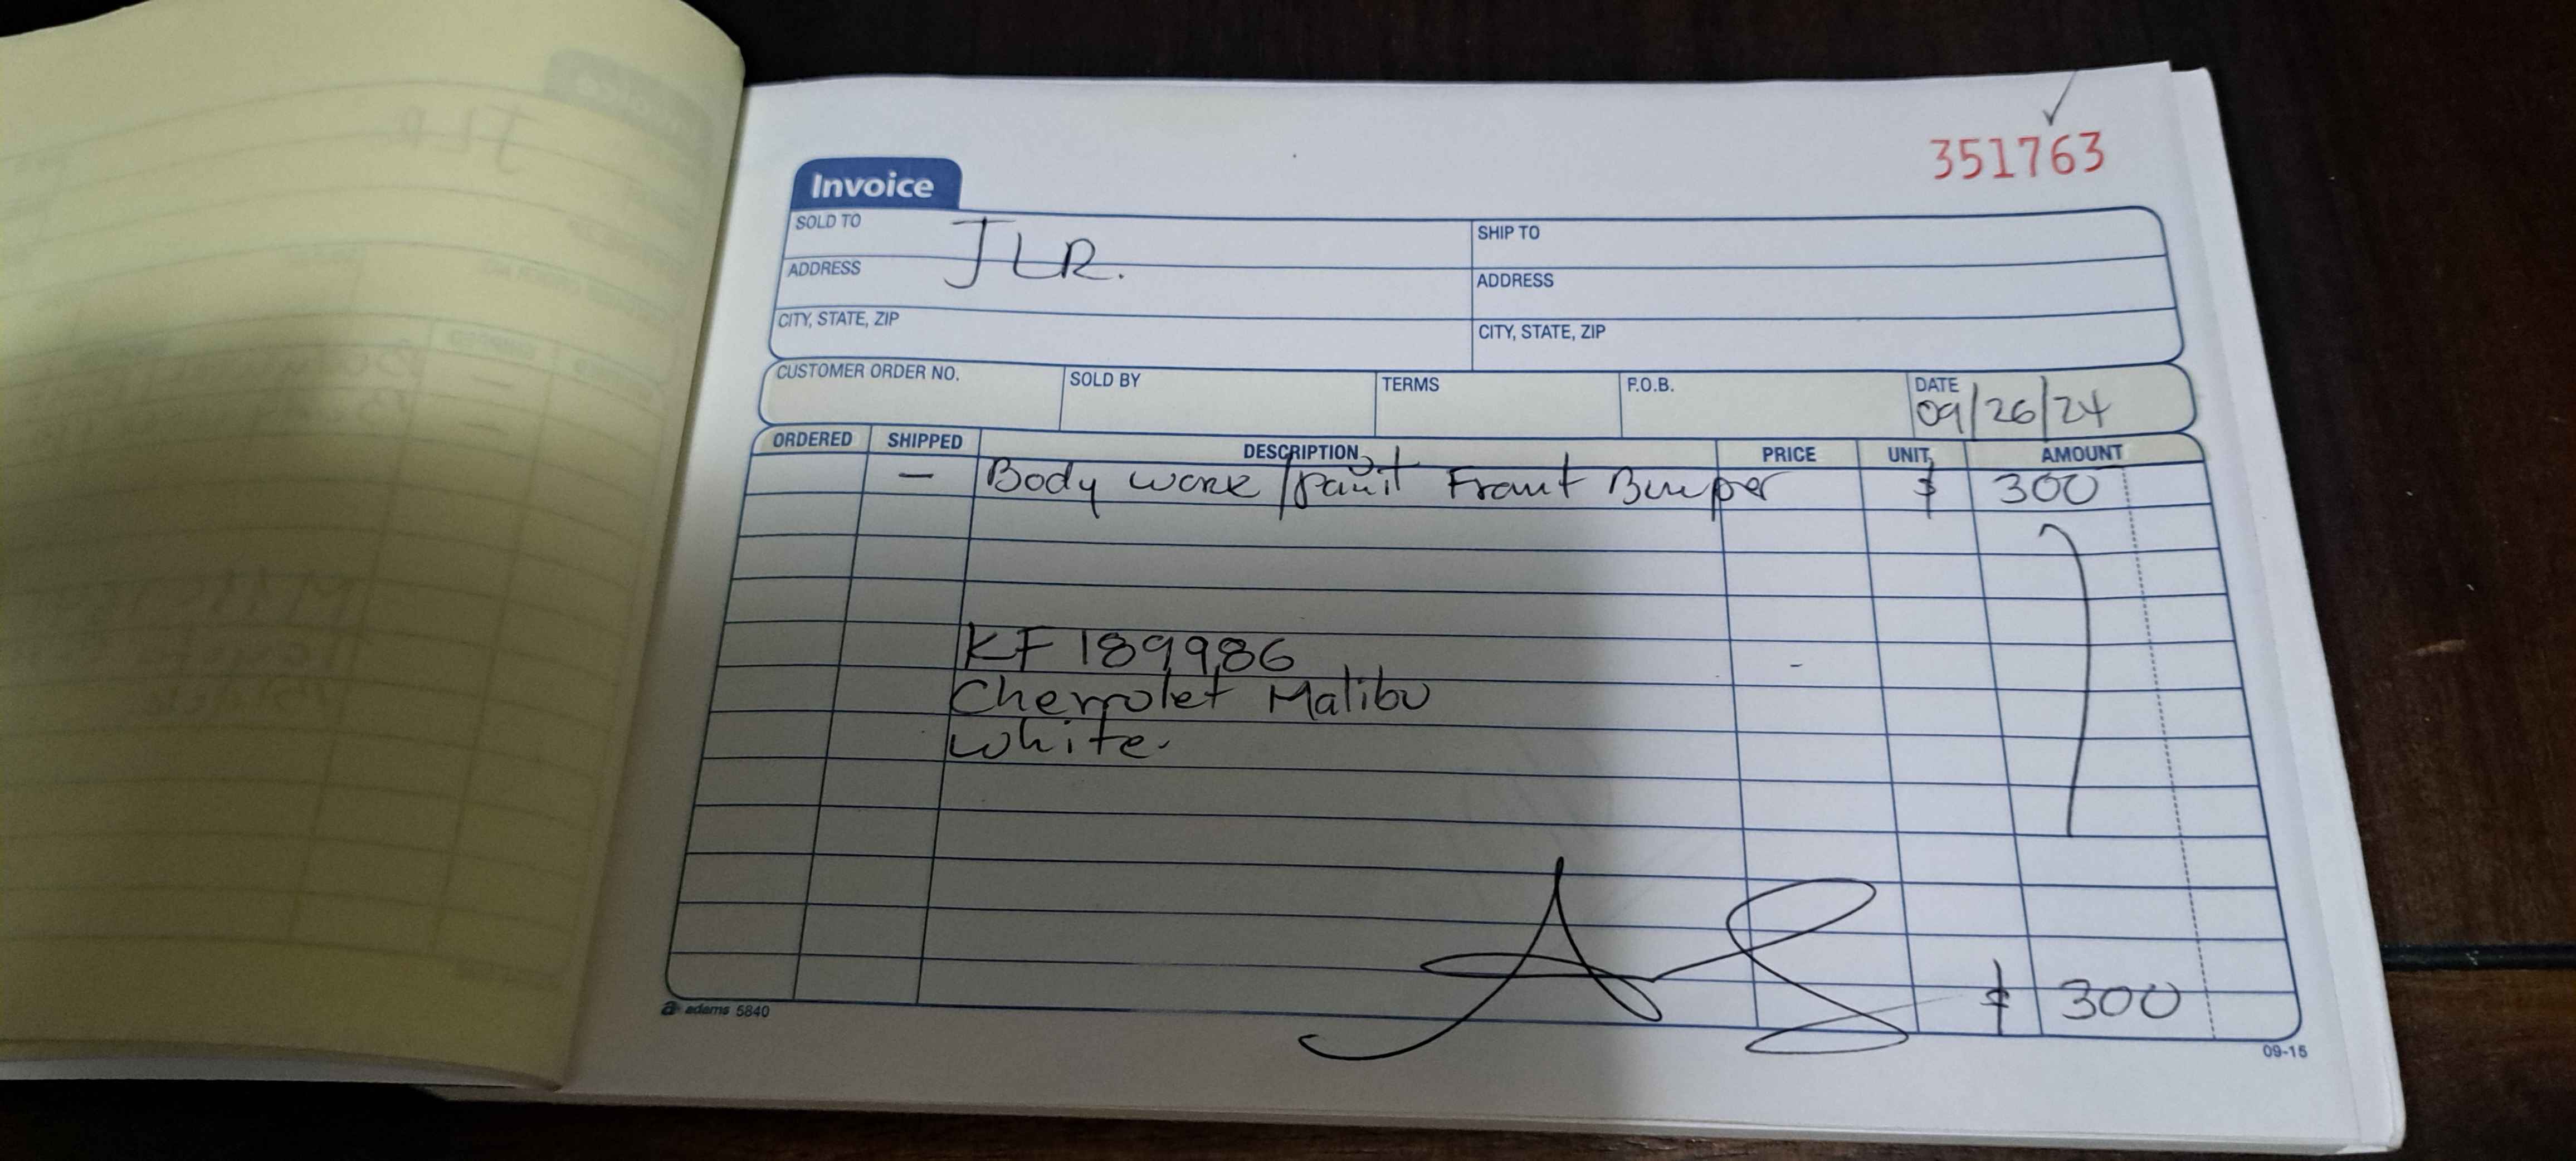 351763
Invoice
SOLD TO JLR.
SHIP TO
ADDRESS
ADDRESS
CITY, STATE, ZIP
CITY, STATE, ZIP
CUSTOMER ORDER NO. SOLD BY TERMS F.O.B. DATE 09/26/24
ORDERED SHIPPED DESCRIPTION PRICE UNIT AMOUNT
— Body work / paint Front Bumper $ 300
KF189986
Chevrolet Malibu
White.
$ 300
adams 5840
09-15